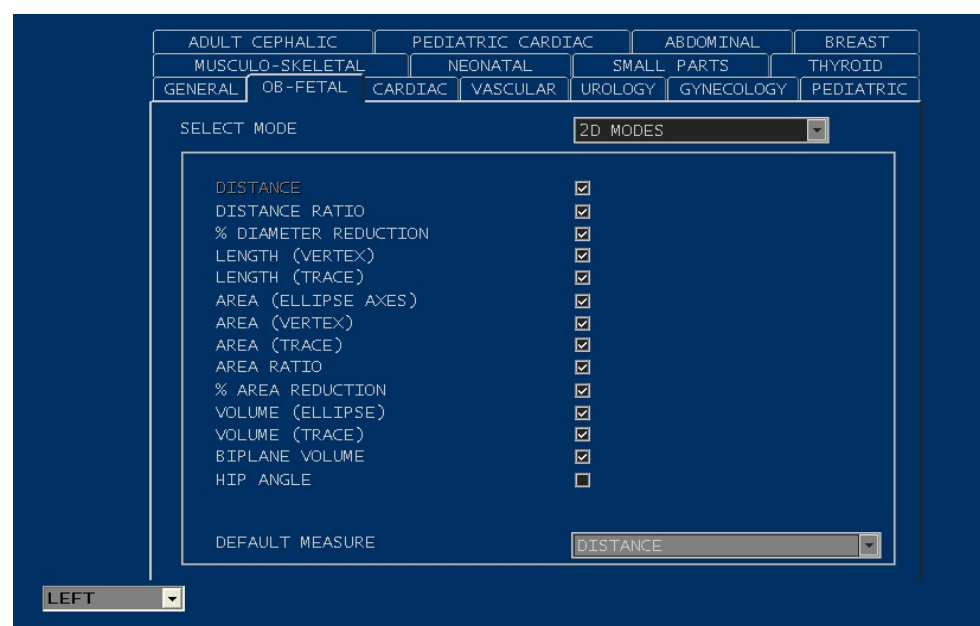 ADULT CEPHALIC PEDIATRIC CARDIAC ABDOMINAL BREAST
MUSCULO-SKELETAL NEONATAL SMALL PARTS THYROID
GENERAL OB-FETAL CARDIAC VASCULAR UROLOGY GYNECOLOGY PEDIATRIC
SELECT MODE 2D MODES
DISTANCE
DISTANCE RATIO
% DIAMETER REDUCTION
LENGTH (VERTEX)
LENGTH (TRACE)
AREA (ELLIPSE AXES)
AREA (VERTEX)
AREA (TRACE)
AREA RATIO
% AREA REDUCTION
VOLUME (ELLIPSE)
VOLUME (TRACE)
BIPLANE VOLUME
HIP ANGLE
DEFAULT MEASURE DISTANCE
LEFT